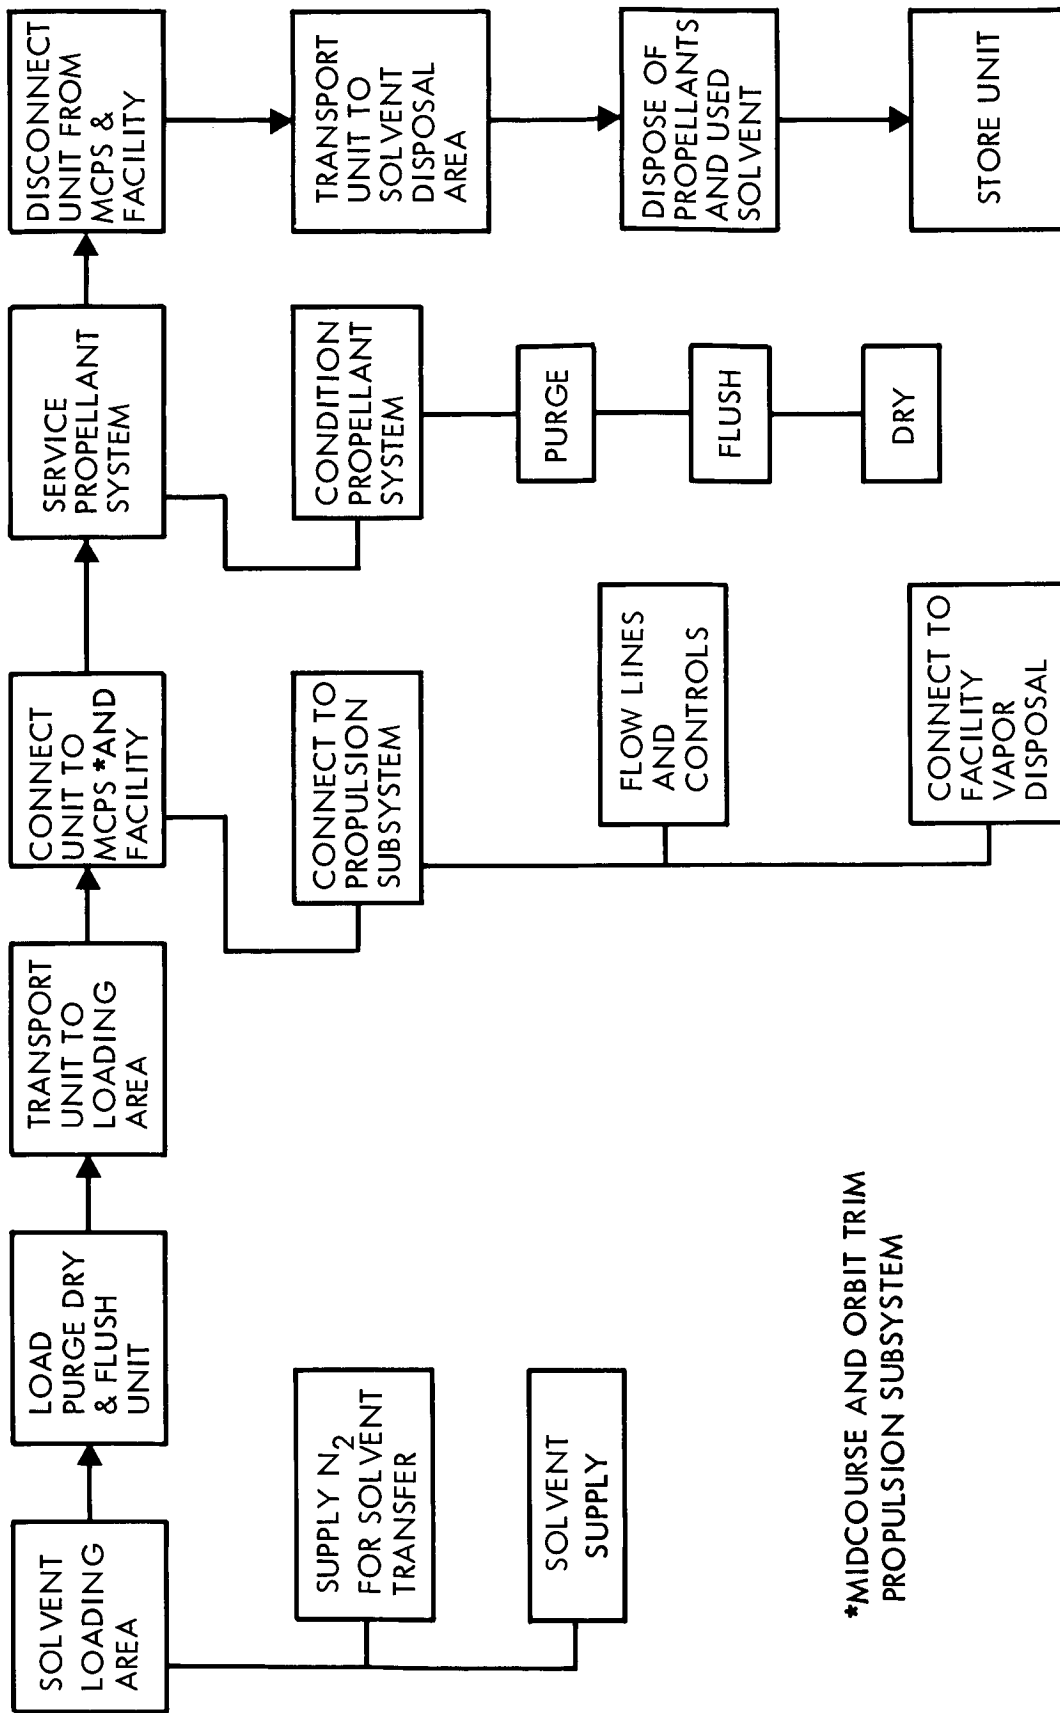 SOLVENT
LOADING
AREA
LOAD
PURGE DRY
& FLUSH
UNIT
TRANSPORT
UNIT TO
LOADING
AREA
CONNECT
UNIT TO
MCPS *AND
FACILITY
SERVICE
PROPELLANT
SYSTEM
DISCONNECT
UNIT FROM
MCPS &
FACILITY
SUPPLY N2
FOR SOLVENT
TRANSFER
SOLVENT
SUPPLY
CONNECT TO
PROPULSION
SUBSYSTEM
FLOW LINES
AND
CONTROLS
CONNECT TO
FACILITY
VAPOR
DISPOSAL
CONDITION
PROPELLANT
SYSTEM
PURGE
FLUSH
DRY
TRANSPORT
UNIT TO
SOLVENT
DISPOSAL
AREA
DISPOSE OF
PROPELLANTS
AND USED
SOLVENT
STORE UNIT
*MIDCOURSE AND ORBIT TRIM
PROPULSION SUBSYSTEM